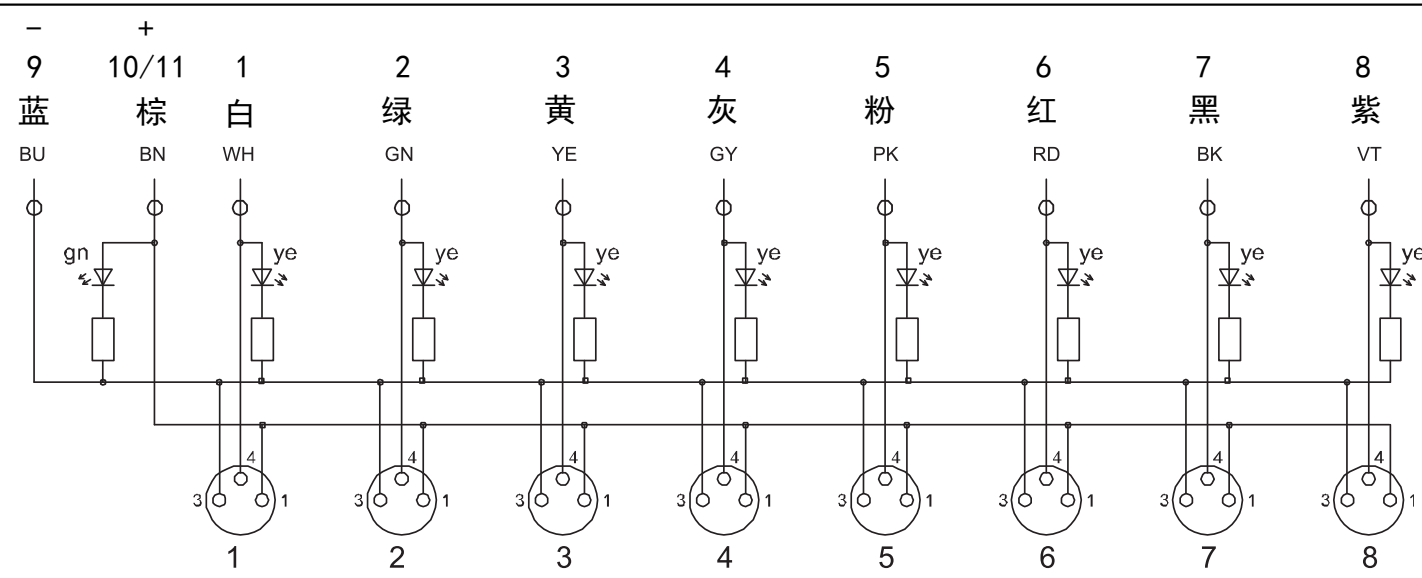 − +
9 10/11 1 2 3 4 5 6 7 8
蓝 棕 白 绿 黄 灰 粉 红 黑 紫
BU BN WH GN YE GY PK RD BK VT
gn ye ye ye ye ye ye ye ye
4 4 4 4 4 4 4 4
3 1 3 1 3 1 3 1 3 1 3 1 3 1 3 1
1 2 3 4 5 6 7 8